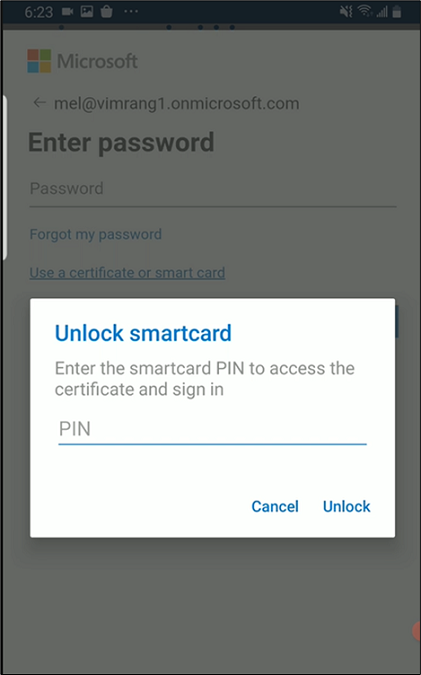 6:23
Microsoft
mel@vimrang1.onmicrosoft.com
Enter password
Password
Forgot my password
Use a certificate or smart card
Unlock smartcard
Enter the smartcard PIN to access the
certificate and sign in
PIN
Cancel Unlock